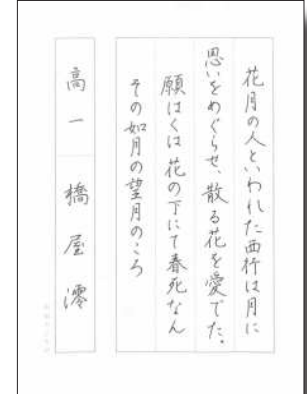 花月の人といわれた西行は月に
思いをめぐらせ、散る花を愛でた。
願はくは花の下にて春死なん
その如月の望月のころ
高一 橋屋澪